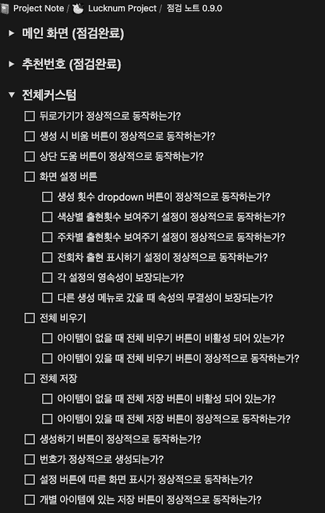 Project Note / Lucknum Project / 점검 노트 0.9.0
메인 화면 (점검완료)
추천번호 (점검완료)
전체커스텀
뒤로가기가 정상적으로 동작하는가?
생성 시 비움 버튼이 정상적으로 동작하는가?
상단 도움 버튼이 정상적으로 동작하는가?
화면 설정 버튼
생성 횟수 dropdown 버튼이 정상적으로 동작하는가?
색상별 출현횟수 보여주기 설정이 정상적으로 동작하는가?
주차별 출현횟수 보여주기 설정이 정상적으로 동작하는가?
전회차 출현 표시하기 설정이 정상적으로 동작하는가?
각 설정의 영속성이 보장되는가?
다른 생성 메뉴로 갔을 때 속성의 무결성이 보장되는가?
전체 비우기
아이템이 없을 때 전체 비우기 버튼이 비활성 되어 있는가?
아이템이 있을 때 전체 비우기 버튼이 정상적으로 동작하는가?
전체 저장
아이템이 없을 때 전체 저장 버튼이 비활성 되어 있는가?
아이템이 있을 때 전체 저장 버튼이 정상적으로 동작하는가?
생성하기 버튼이 정상적으로 동작하는가?
번호가 정상적으로 생성되는가?
설정 버튼에 따른 화면 표시가 정상적으로 동작하는가?
개별 아이템에 있는 저장 버튼이 정상적으로 동작하는가?